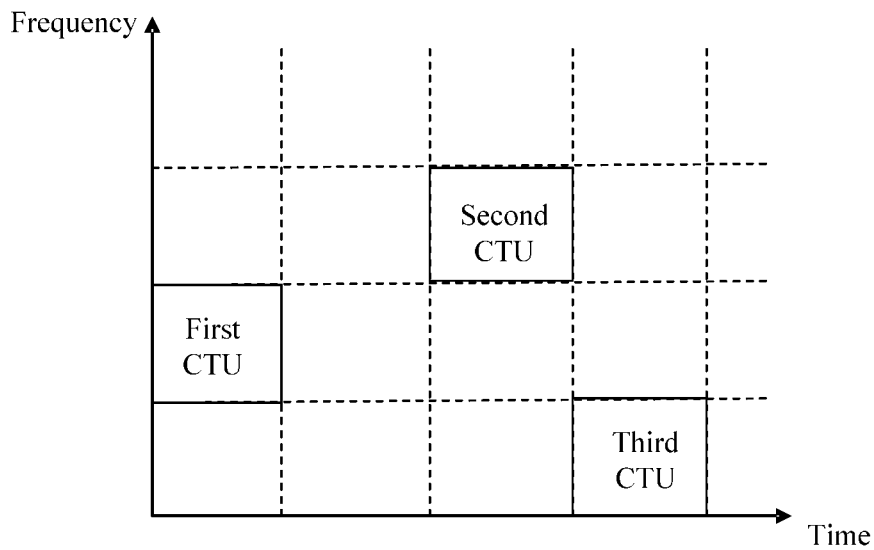 Frequency
Second
CTU
First
CTU
Third
CTU
Time